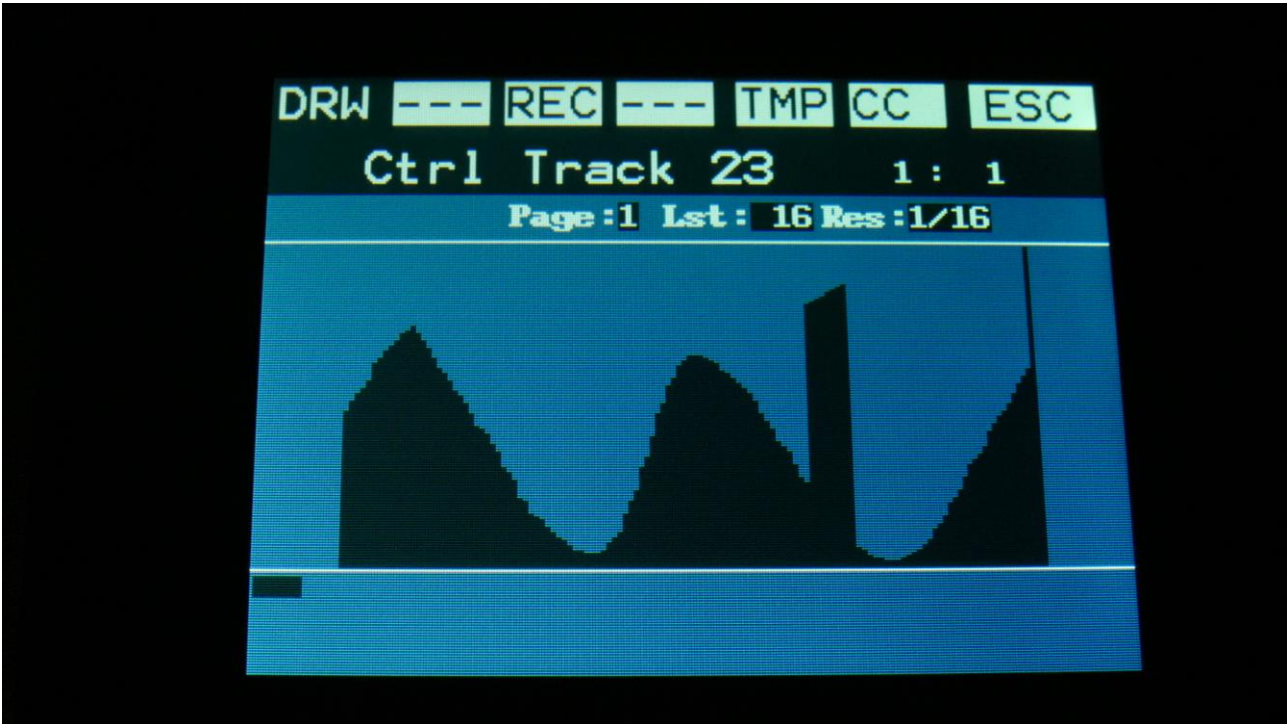 DRW --- REC --- TMP CC ESC
Ctrl Track 23 1: 1
Page:1 Lst: 16 Res:1/16